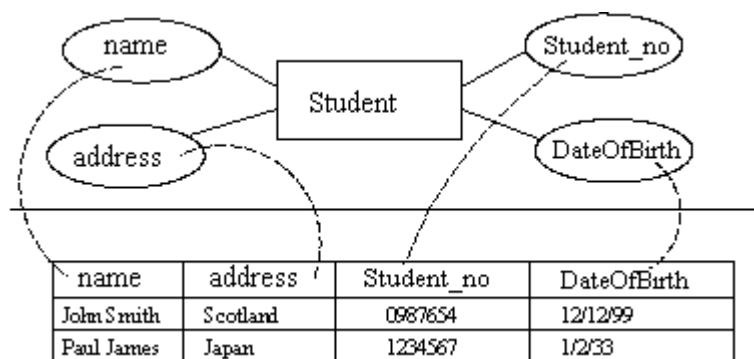 name
Student_no
Student
address
DateOfBirth
name address Student_no DateOfBirth
John Smith Scotland 0987654 12/12/99
Paul James Japan 1234567 1/2/33